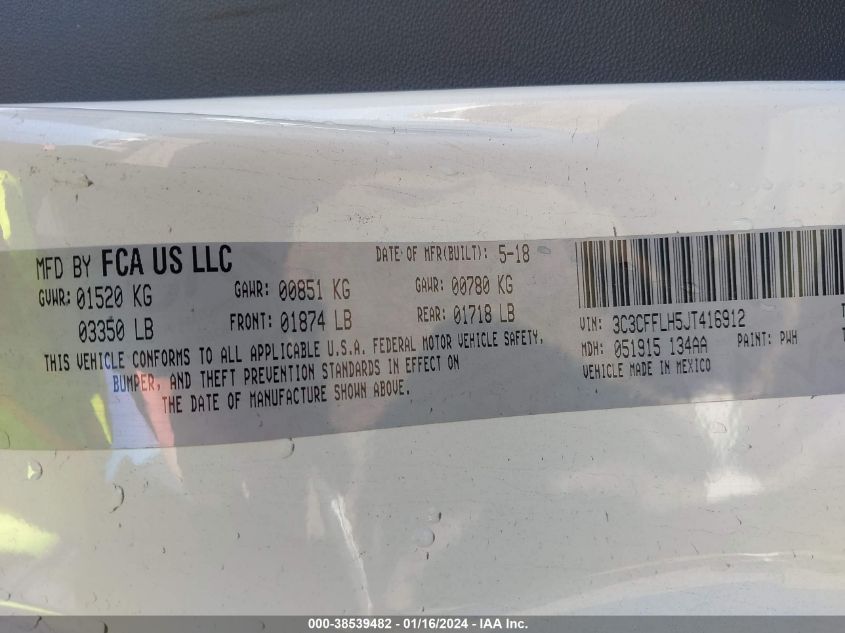 MFD BY FCA US LLC DATE OF MFR(BUILT): 5-18
GVWR: 01520 KG GAWR: 00851 KG GAWR: 00780 KG
03350 LB FRONT: 01874 LB REAR: 01718 LB
THIS VEHICLE CONFORMS TO ALL APPLICABLE U.S.A. FEDERAL MOTOR VEHICLE SAFETY,
BUMPER, AND THEFT PREVENTION STANDARDS IN EFFECT ON
THE DATE OF MANUFACTURE SHOWN ABOVE.
VIN: 3C3CFFLH5JT416912
MDH: 051915 134AA PAINT: PWH
VEHICLE MADE IN MEXICO
000-38539482 - 01/16/2024 - IAA Inc.